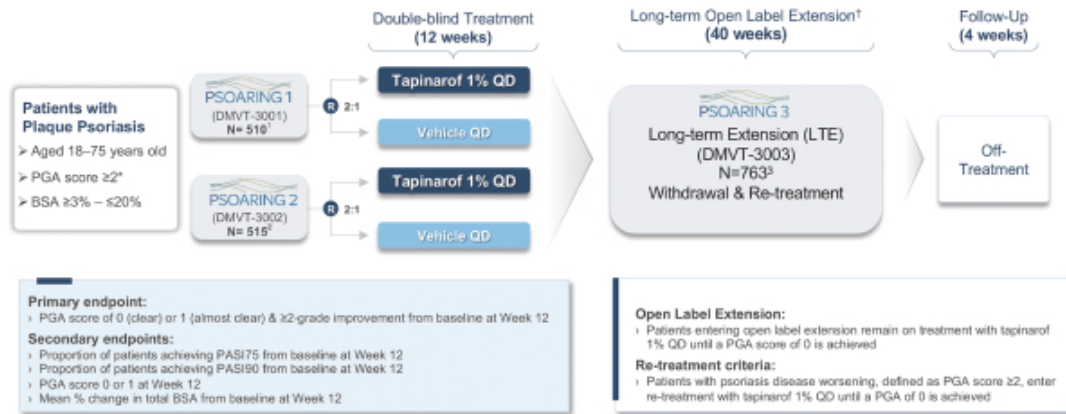 Double-blind Treatment
(12 weeks)
Long-term Open Label Extension†
(40 weeks)
Follow-Up
(4 weeks)
Patients with
Plaque Psoriasis
➢ Aged 18–75 years old
➢ PGA score ≥2*
➢ BSA ≥3% – ≤20%
PSOARING 1
(DMVT-3001)
N= 510¹
R 2:1
Tapinarof 1% QD
Vehicle QD
PSOARING 2
(DMVT-3002)
N= 515²
R 2:1
Tapinarof 1% QD
Vehicle QD
PSOARING 3
Long-term Extension (LTE)
(DMVT-3003)
N=763³
Withdrawal & Re-treatment
Off-
Treatment
Primary endpoint:
› PGA score of 0 (clear) or 1 (almost clear) & ≥2-grade improvement from baseline at Week 12
Secondary endpoints:
› Proportion of patients achieving PASI75 from baseline at Week 12
› Proportion of patients achieving PASI90 from baseline at Week 12
› PGA score 0 or 1 at Week 12
› Mean % change in total BSA from baseline at Week 12
Open Label Extension:
› Patients entering open label extension remain on treatment with tapinarof
1% QD until a PGA score of 0 is achieved
Re-treatment criteria:
› Patients with psoriasis disease worsening, defined as PGA score ≥2, enter
re-treatment with tapinarof 1% QD until a PGA of 0 is achieved